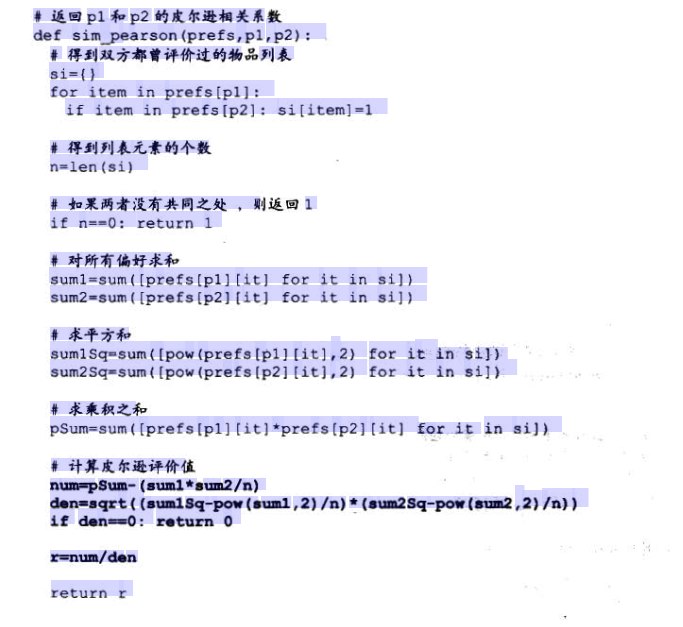 # 返回 p1 和 p2 的皮尔逊相关系数
def sim_pearson(prefs,p1,p2):
  # 得到双方都曾评价过的物品列表
  si={}
  for item in prefs[p1]:
    if item in prefs[p2]: si[item]=1

  # 得到列表元素的个数
  n=len(si)

  # 如果两者没有共同之处，则返回 1
  if n==0: return 1

  # 对所有偏好求和
  sum1=sum([prefs[p1][it] for it in si])
  sum2=sum([prefs[p2][it] for it in si])

  # 求平方和
  sum1Sq=sum([pow(prefs[p1][it],2) for it in si])
  sum2Sq=sum([pow(prefs[p2][it],2) for it in si])

  # 求乘积之和
  pSum=sum([prefs[p1][it]*prefs[p2][it] for it in si])

  # 计算皮尔逊评价值
  num=pSum-(sum1*sum2/n)
  den=sqrt((sum1Sq-pow(sum1,2)/n)*(sum2Sq-pow(sum2,2)/n))
  if den==0: return 0

  r=num/den

  return r